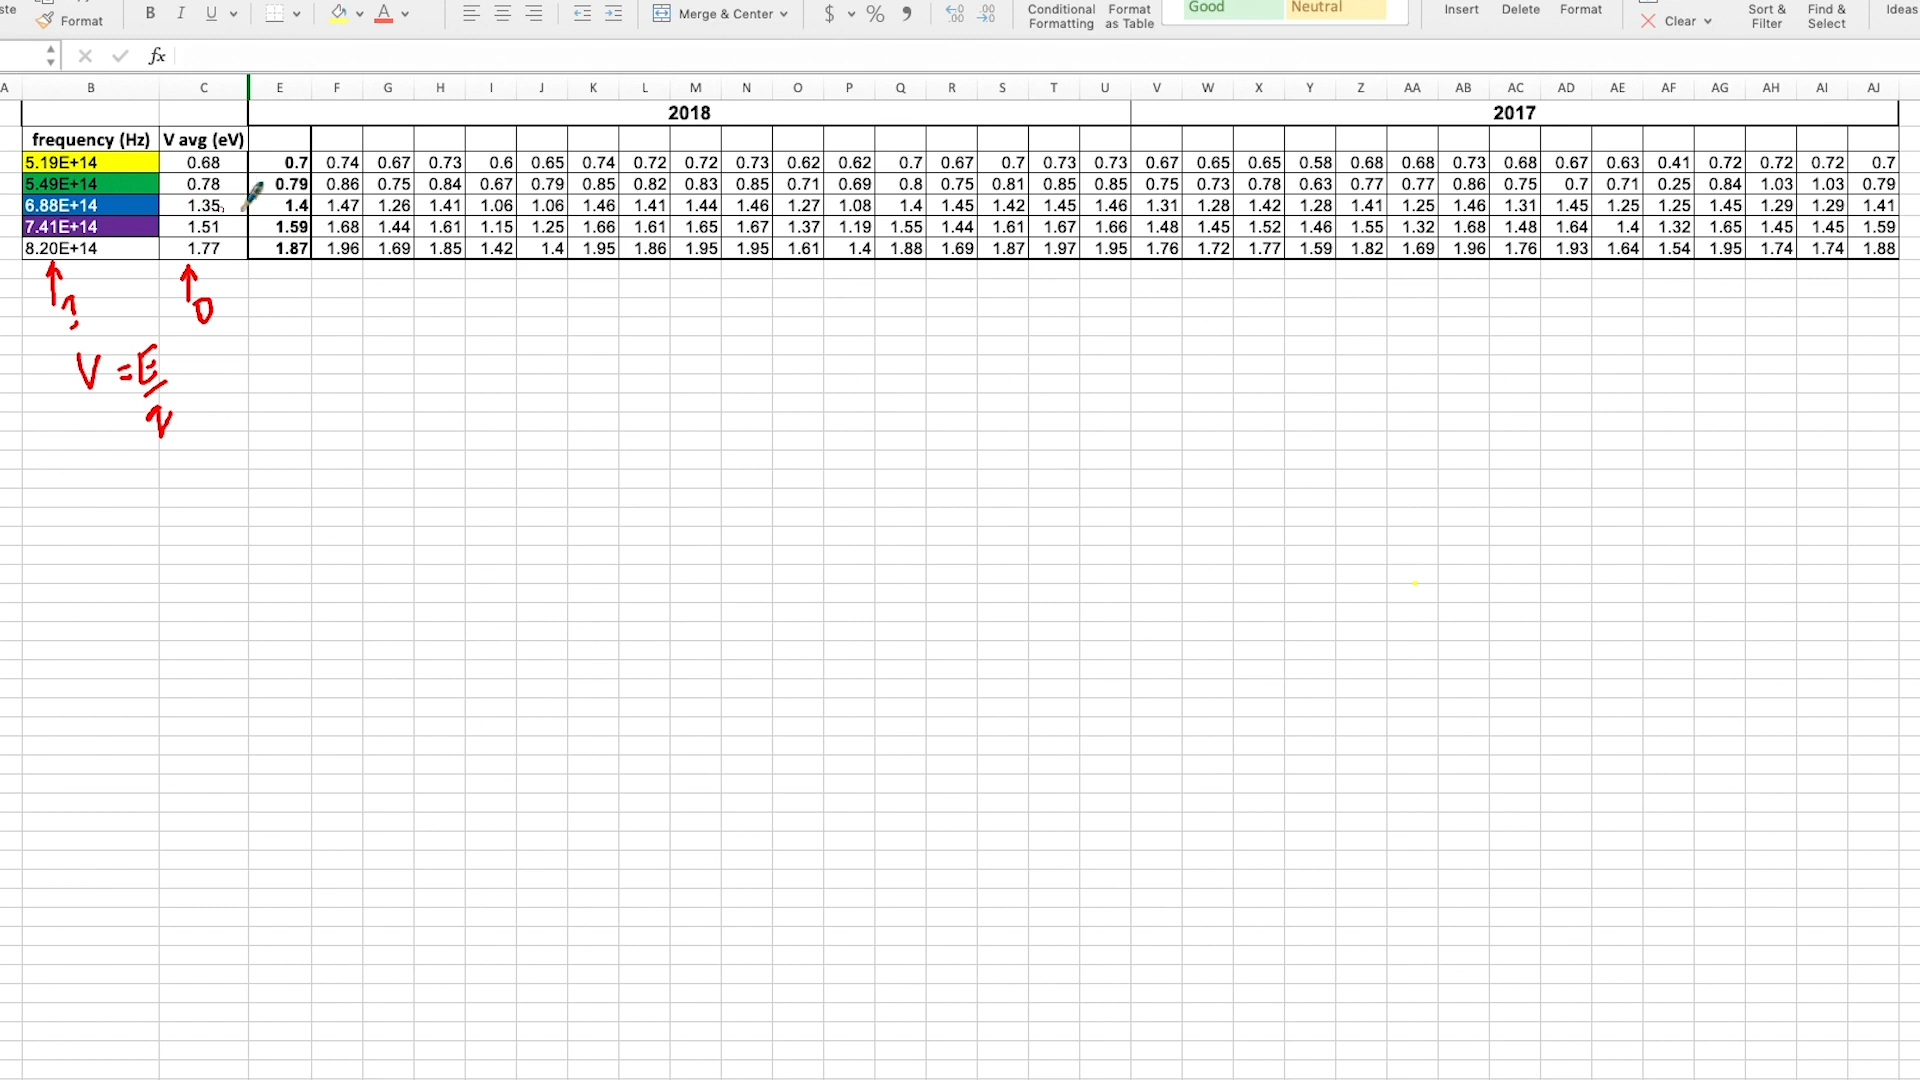 ste Format B I U Merge & Center $ % Conditional Formatting Format as Table Good Neutral Insert Delete Format Clear Sort & Filter Find & Select Ideas
fx
A B C E F G H I J K L M N O P Q R S T U V W X Y Z AA AB AC AD AE AF AG AH AI AJ
2018 2017
frequency (Hz) V avg (eV)
5.19E+14 0.68 0.7 0.74 0.67 0.73 0.6 0.65 0.74 0.72 0.72 0.73 0.62 0.62 0.7 0.67 0.7 0.73 0.73 0.67 0.65 0.65 0.58 0.68 0.68 0.73 0.68 0.67 0.63 0.41 0.72 0.72 0.72 0.7
5.49E+14 0.78 0.79 0.86 0.75 0.84 0.67 0.79 0.85 0.82 0.83 0.85 0.71 0.69 0.8 0.75 0.81 0.85 0.85 0.75 0.73 0.78 0.63 0.77 0.77 0.86 0.75 0.7 0.71 0.25 0.84 1.03 1.03 0.79
6.88E+14 1.35 1.4 1.47 1.26 1.41 1.06 1.06 1.46 1.41 1.44 1.46 1.27 1.08 1.4 1.45 1.42 1.45 1.46 1.31 1.28 1.42 1.28 1.41 1.25 1.46 1.31 1.45 1.25 1.25 1.45 1.29 1.29 1.41
7.41E+14 1.51 1.59 1.68 1.44 1.61 1.15 1.25 1.66 1.61 1.65 1.67 1.37 1.19 1.55 1.44 1.61 1.67 1.66 1.48 1.45 1.52 1.46 1.55 1.32 1.68 1.48 1.64 1.4 1.32 1.65 1.45 1.45 1.59
8.20E+14 1.77 1.87 1.96 1.69 1.85 1.42 1.4 1.95 1.86 1.95 1.95 1.61 1.4 1.88 1.69 1.87 1.97 1.95 1.76 1.72 1.77 1.59 1.82 1.69 1.96 1.76 1.93 1.64 1.54 1.95 1.74 1.74 1.88
? D
V = E/q